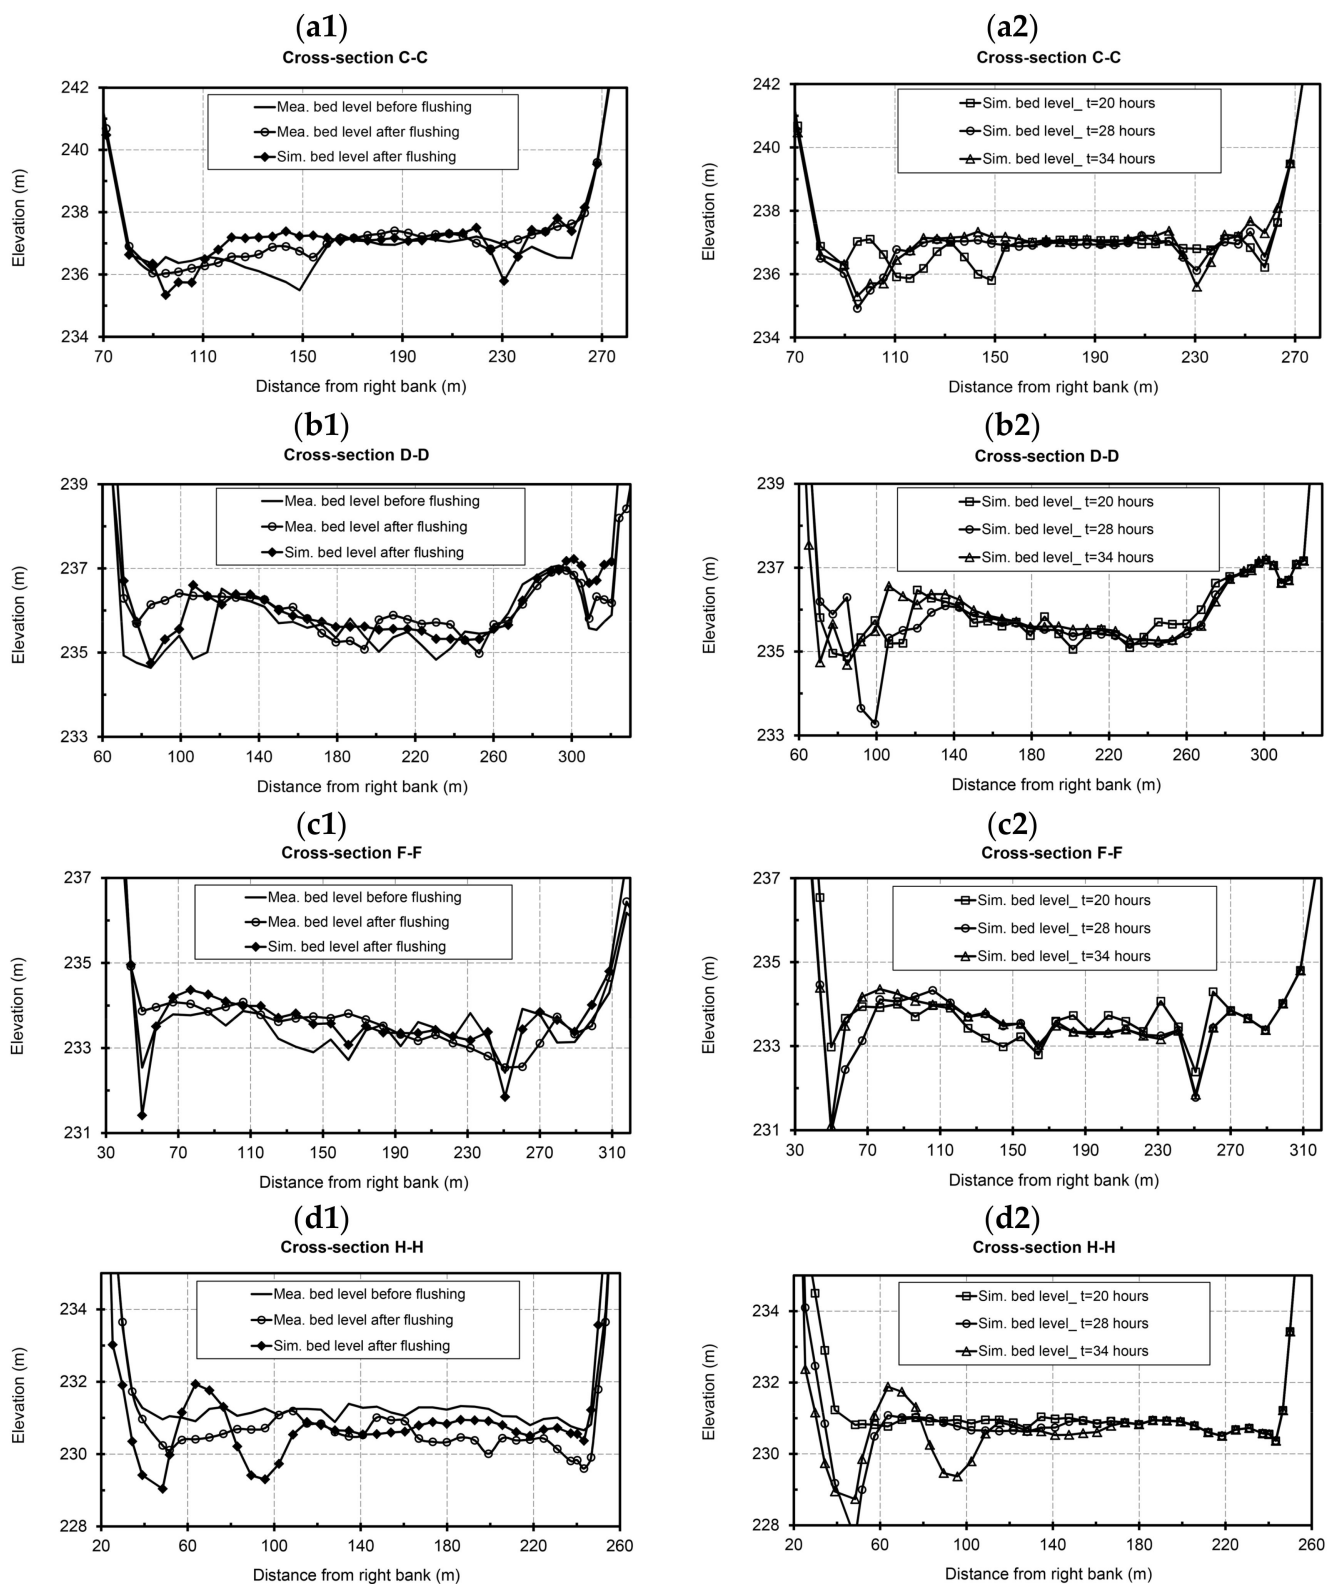 (a1)
Cross-section C-C
Mea. bed level before flushing
Mea. bed level after flushing
Sim. bed level after flushing
Elevation (m)
242
240
238
236
234
70 110 150 190 230 270
Distance from right bank (m)
(a2)
Cross-section C-C
Sim. bed level_ t=20 hours
Sim. bed level_ t=28 hours
Sim. bed level_ t=34 hours
Elevation (m)
242
240
238
236
234
70 110 150 190 230 270
Distance from right bank (m)
(b1)
Cross-section D-D
Mea. bed level before flushing
Mea. bed level after flushing
Sim. bed level after flushing
Elevation (m)
239
237
235
233
60 100 140 180 220 260 300
Distance from right bank (m)
(b2)
Cross-section D-D
Sim. bed level_ t=20 hours
Sim. bed level_ t=28 hours
Sim. bed level_ t=34 hours
Elevation (m)
239
237
235
233
60 100 140 180 220 260 300
Distance from right bank (m)
(c1)
Cross-section F-F
Mea. bed level before flushing
Mea. bed level after flushing
Sim. bed level after flushing
Elevation (m)
237
235
233
231
30 70 110 150 190 230 270 310
Distance from right bank (m)
(c2)
Cross-section F-F
Sim. bed level_ t=20 hours
Sim. bed level_ t=28 hours
Sim. bed level_ t=34 hours
Elevation (m)
237
235
233
231
30 70 110 150 190 230 270 310
Distance from right bank (m)
(d1)
Cross-section H-H
Mea. bed level before flushing
Mea. bed level after flushing
Sim. bed level after flushing
Elevation (m)
234
232
230
228
20 60 100 140 180 220 260
Distance from right bank (m)
(d2)
Cross-section H-H
Sim. bed level_ t=20 hours
Sim. bed level_ t=28 hours
Sim. bed level_ t=34 hours
Elevation (m)
234
232
230
228
20 60 100 140 180 220 260
Distance from right bank (m)